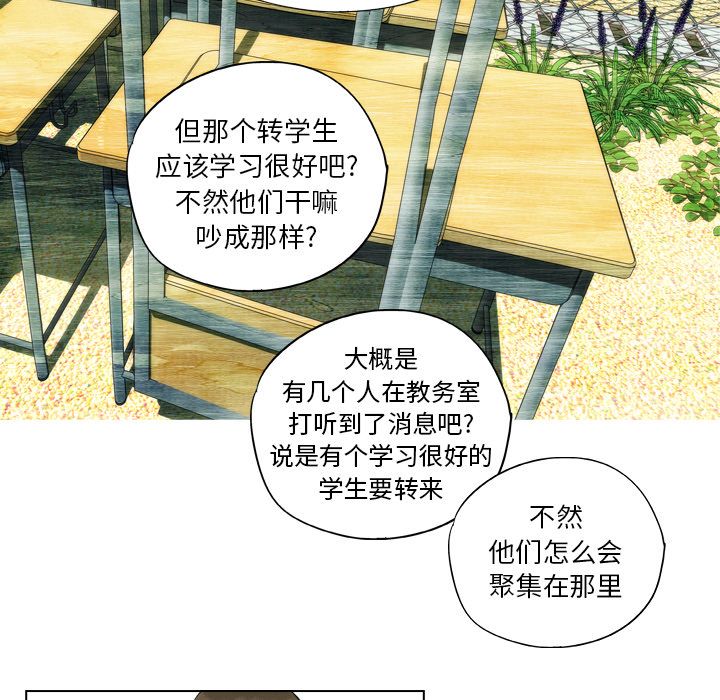 但那个转学生
应该学习很好吧?
不然他们干嘛
吵成那样?
大概是
有几个人在教务室
打听到了消息吧?
说是有个学习很好的
学生要转来
不然
他们怎么会
聚集在那里